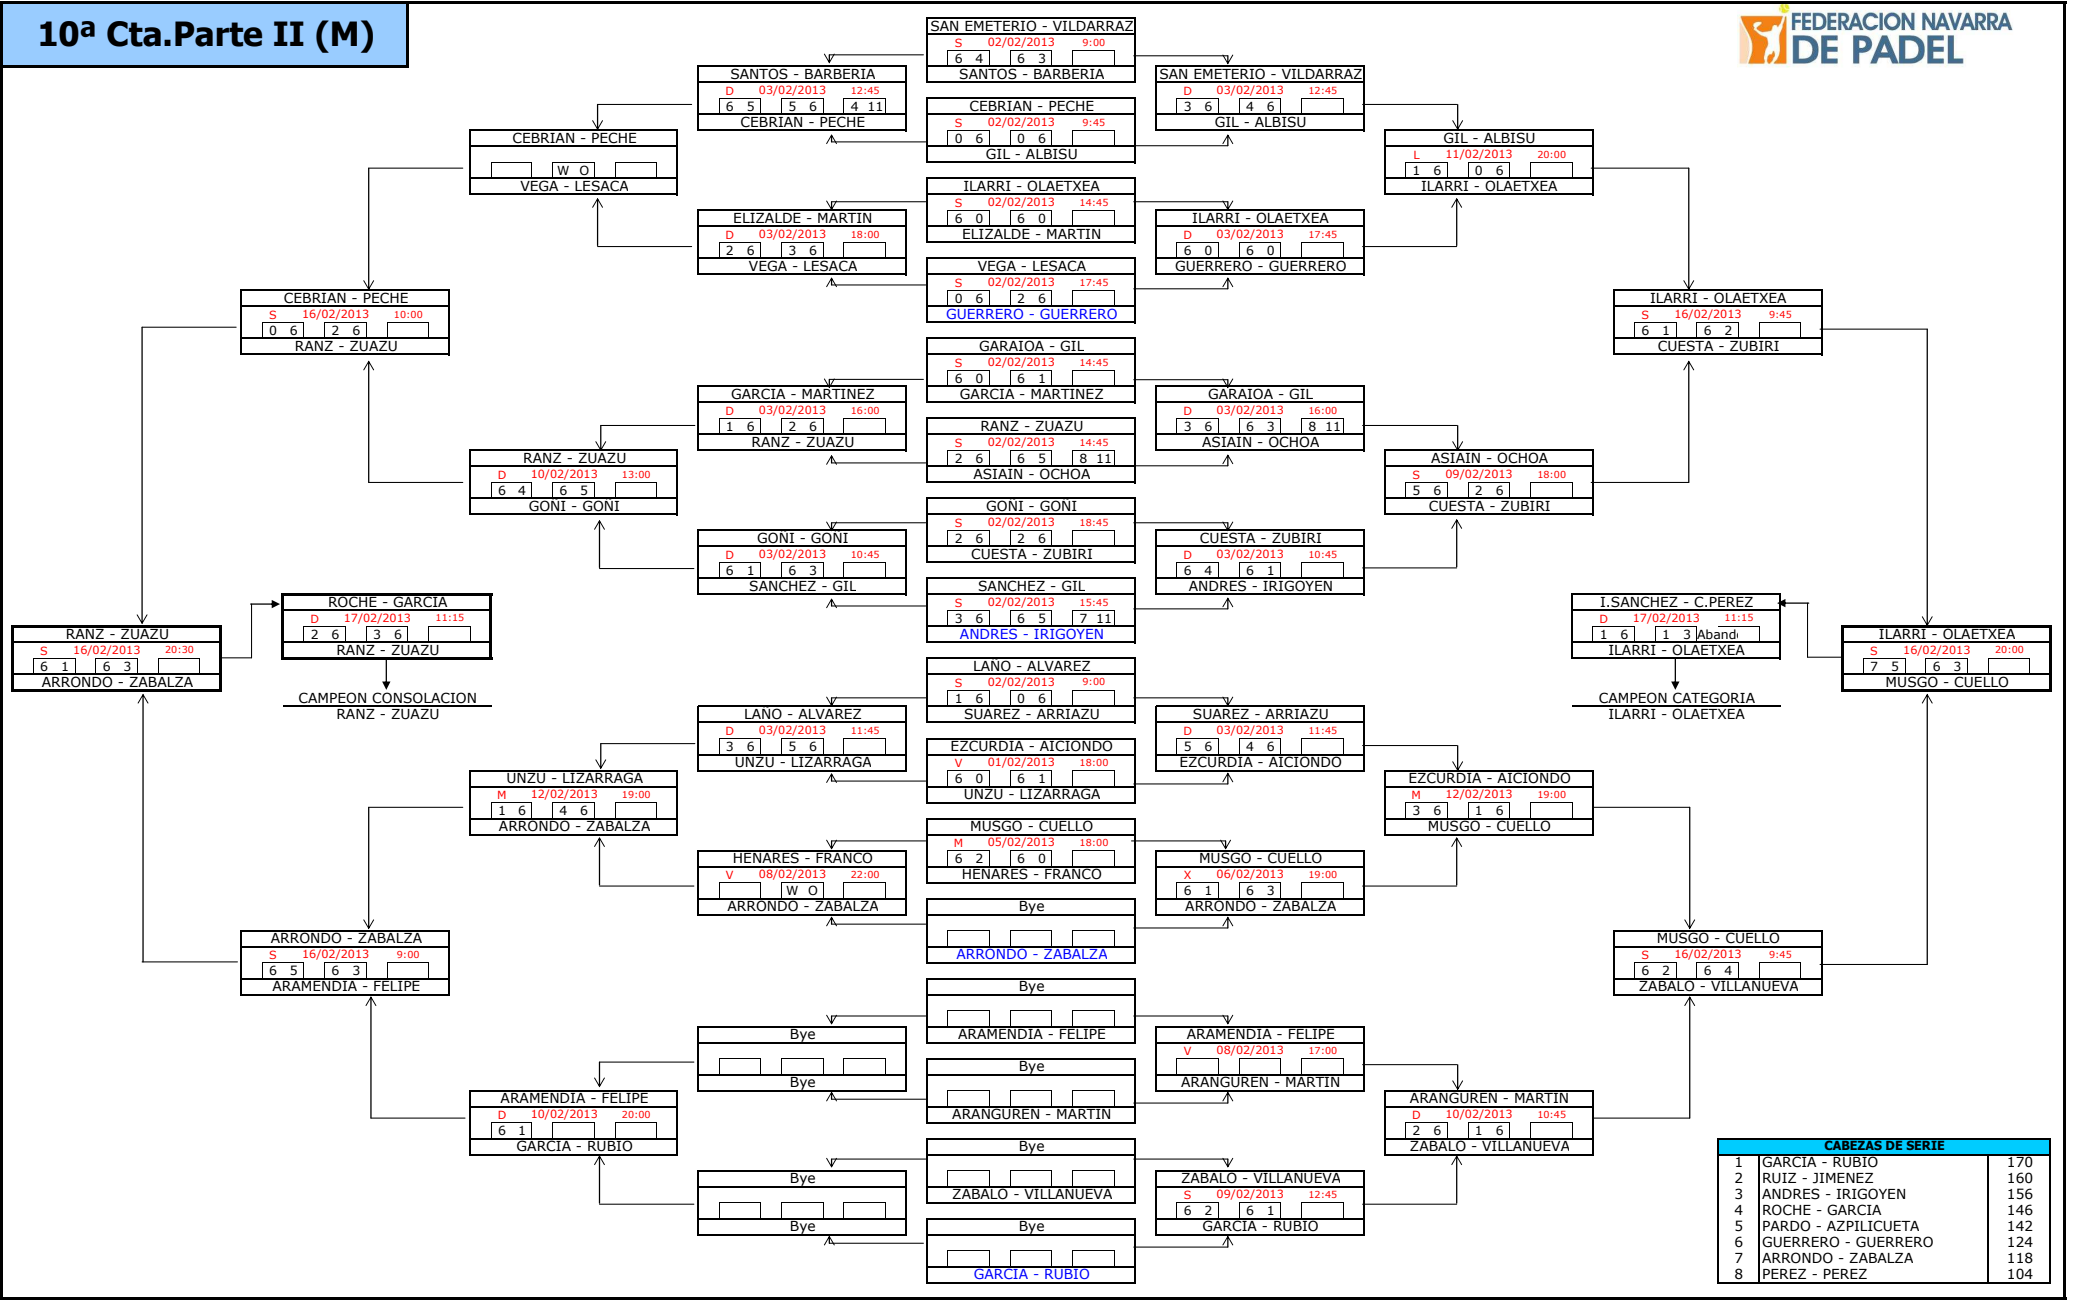 10ª Cta.Parte II (M)
FEDERACION NAVARRA
DE PADEL
CEBRIAN - PECHE
S 16/02/2013 10:00
0 6 2 6
RANZ - ZUAZU
RANZ - ZUAZU
S 16/02/2013 20:30
6 1 6 3
ARRONDO - ZABALZA
ARRONDO - ZABALZA
S 16/02/2013 9:00
6 5 6 3
ARAMENDIA - FELIPE
ROCHE - GARCIA
D 17/02/2013 11:15
2 6 3 6
RANZ - ZUAZU
CAMPEON CONSOLACION
RANZ - ZUAZU
CEBRIAN - PECHE
W O
VEGA - LESACA
RANZ - ZUAZU
D 10/02/2013 13:00
6 4 6 5
GOÑI - GOÑI
UNZU - LIZARRAGA
M 12/02/2013 19:00
1 6 4 6
ARRONDO - ZABALZA
ARAMENDIA - FELIPE
D 10/02/2013 20:00
6 1
GARCIA - RUBIO
SANTOS - BARBERIA
D 03/02/2013 12:45
6 5 5 6 4 11
CEBRIAN - PECHE
ELIZALDE - MARTIN
D 03/02/2013 18:00
2 6 3 6
VEGA - LESACA
GARCIA - MARTINEZ
D 03/02/2013 16:00
1 6 2 6
RANZ - ZUAZU
GOÑI - GOÑI
D 03/02/2013 10:45
6 1 6 3
SANCHEZ - GIL
LAÑO - ALVAREZ
D 03/02/2013 11:45
3 6 5 6
UNZU - LIZARRAGA
HENARES - FRANCO
V 08/02/2013 22:00
W O
ARRONDO - ZABALZA
Bye
Bye
Bye
Bye
SAN EMETERIO - VILDARRAZ
S 02/02/2013 9:00
6 4 6 3
SANTOS - BARBERIA
CEBRIAN - PECHE
S 02/02/2013 9:45
0 6 0 6
GIL - ALBISU
ILARRI - OLAETXEA
S 02/02/2013 14:45
6 0 6 0
ELIZALDE - MARTIN
VEGA - LESACA
S 02/02/2013 17:45
0 6 2 6
GUERRERO - GUERRERO
GARAIOA - GIL
S 02/02/2013 14:45
6 0 6 1
GARCIA - MARTINEZ
RANZ - ZUAZU
S 02/02/2013 14:45
2 6 6 5 8 11
ASIAIN - OCHOA
GOÑI - GOÑI
S 02/02/2013 18:45
2 6 2 6
CUESTA - ZUBIRI
SANCHEZ - GIL
S 02/02/2013 15:45
3 6 6 5 7 11
ANDRES - IRIGOYEN
LAÑO - ALVAREZ
S 02/02/2013 9:00
1 6 0 6
SUAREZ - ARRIAZU
EZCURDIA - AICIONDO
V 01/02/2013 18:00
6 0 6 1
UNZU - LIZARRAGA
MUSGO - CUELLO
M 05/02/2013 18:00
6 2 6 0
HENARES - FRANCO
Bye
ARRONDO - ZABALZA
Bye
ARAMENDIA - FELIPE
Bye
ARANGUREN - MARTIN
Bye
ZABALO - VILLANUEVA
Bye
GARCIA - RUBIO
SAN EMETERIO - VILDARRAZ
D 03/02/2013 12:45
3 6 4 6
GIL - ALBISU
ILARRI - OLAETXEA
D 03/02/2013 17:45
6 0 6 0
GUERRERO - GUERRERO
GARAIOA - GIL
D 03/02/2013 16:00
3 6 6 3 8 11
ASIAIN - OCHOA
CUESTA - ZUBIRI
D 03/02/2013 10:45
6 4 6 1
ANDRES - IRIGOYEN
SUAREZ - ARRIAZU
D 03/02/2013 11:45
5 6 4 6
EZCURDIA - AICIONDO
MUSGO - CUELLO
X 06/02/2013 19:00
6 1 6 3
ARRONDO - ZABALZA
ARAMENDIA - FELIPE
V 08/02/2013 17:00
ARANGUREN - MARTIN
ZABALO - VILLANUEVA
S 09/02/2013 12:45
6 2 6 1
GARCIA - RUBIO
GIL - ALBISU
L 11/02/2013 20:00
1 6 0 6
ILARRI - OLAETXEA
ASIAIN - OCHOA
S 09/02/2013 18:00
5 6 2 6
CUESTA - ZUBIRI
EZCURDIA - AICIONDO
M 12/02/2013 19:00
3 6 1 6
MUSGO - CUELLO
ARANGUREN - MARTIN
D 10/02/2013 10:45
2 6 1 6
ZABALO - VILLANUEVA
ILARRI - OLAETXEA
S 16/02/2013 9:45
6 1 6 2
CUESTA - ZUBIRI
I.SANCHEZ - C.PEREZ
D 17/02/2013 11:15
1 6 1 3 Aband
ILARRI - OLAETXEA
CAMPEON CATEGORIA
ILARRI - OLAETXEA
ILARRI - OLAETXEA
S 16/02/2013 20:00
7 5 6 3
MUSGO - CUELLO
MUSGO - CUELLO
S 16/02/2013 9:45
6 2 6 4
ZABALO - VILLANUEVA
CABEZAS DE SERIE
1 GARCIA - RUBIO 170
2 RUIZ - JIMENEZ 160
3 ANDRES - IRIGOYEN 156
4 ROCHE - GARCIA 146
5 PARDO - AZPILICUETA 142
6 GUERRERO - GUERRERO 124
7 ARRONDO - ZABALZA 118
8 PEREZ - PEREZ 104